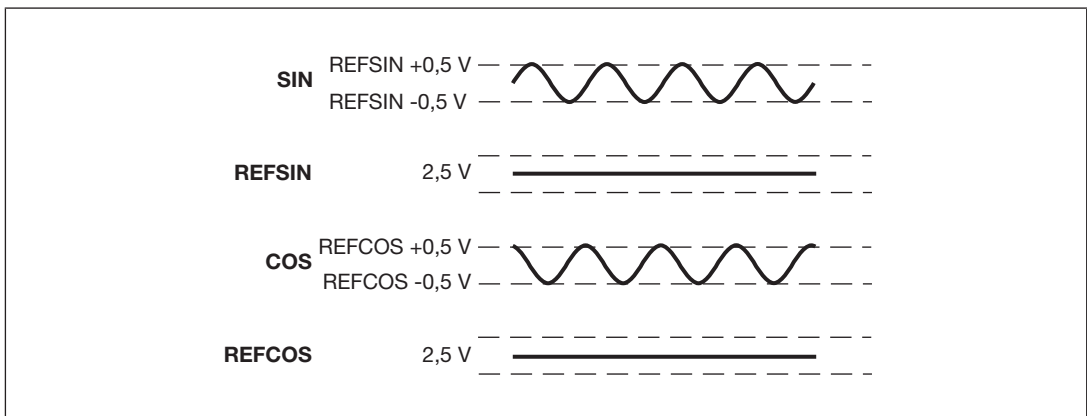 SIN
REFSIN +0,5 V
REFSIN -0,5 V
REFSIN 2,5 V
COS
REFCOS +0,5 V
REFCOS -0,5 V
REFCOS 2,5 V